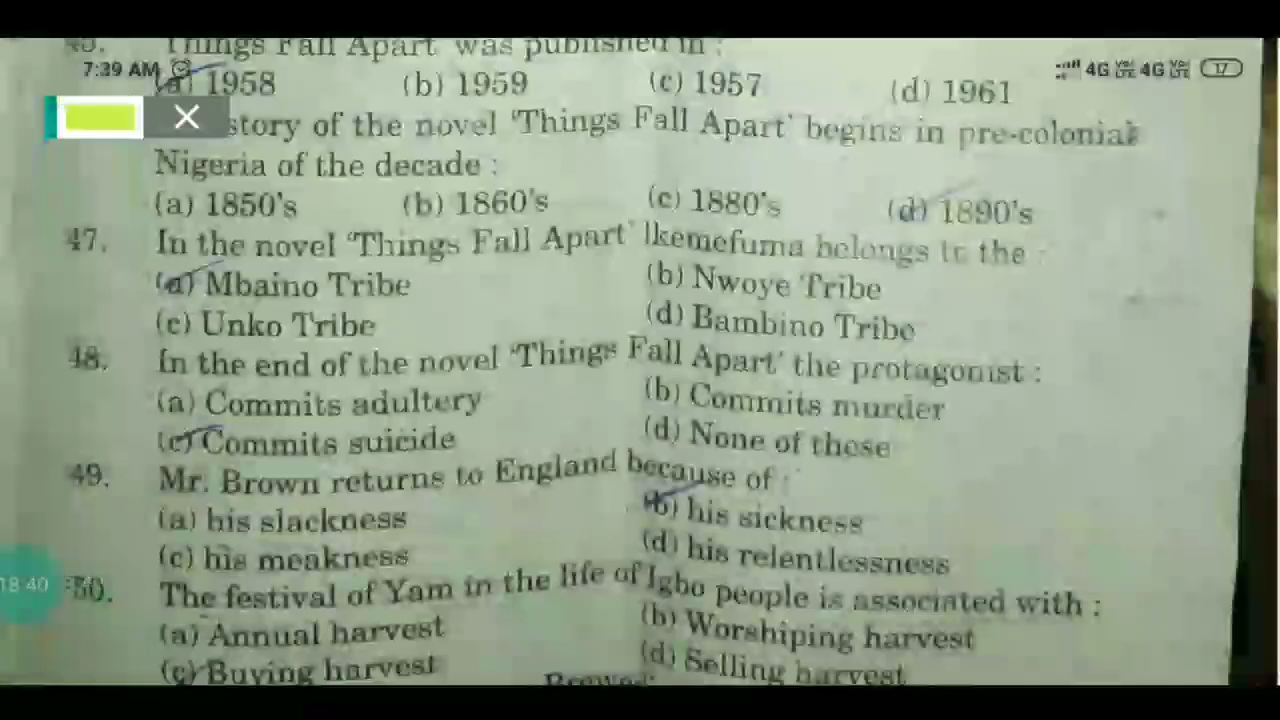 45. 'Things Fall Apart' was published in :
7:39 AM 4G 4G 17
(a) 1958 (b) 1959 (c) 1957 (d) 1961
story of the novel 'Things Fall Apart' begins in pre-colonial
Nigeria of the decade :
(a) 1850's (b) 1860's (c) 1880's (d) 1890's
47. In the novel 'Things Fall Apart' Ikemefuma belongs to the :
(a) Mbaino Tribe (b) Nwoye Tribe
(c) Unko Tribe (d) Bambino Tribe
48. In the end of the novel 'Things Fall Apart' the protagonist :
(a) Commits adultery (b) Commits murder
(c) Commits suicide (d) None of these
49. Mr. Brown returns to England because of :
(a) his slackness (b) his sickness
(c) his meakness (d) his relentlessness
18:40
50. The festival of Yam in the life of Igbo people is associated with :
(a) Annual harvest (b) Worshiping harvest
(c) Buying harvest (d) Selling harvest